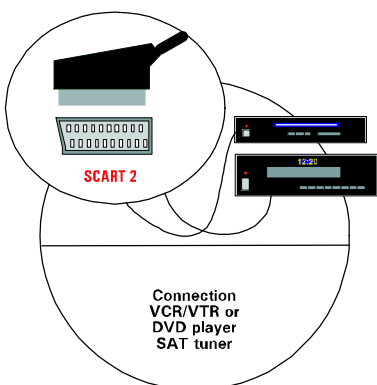 12:20
SCART 2
Connection
VCR/VTR or
DVD player
SAT tuner